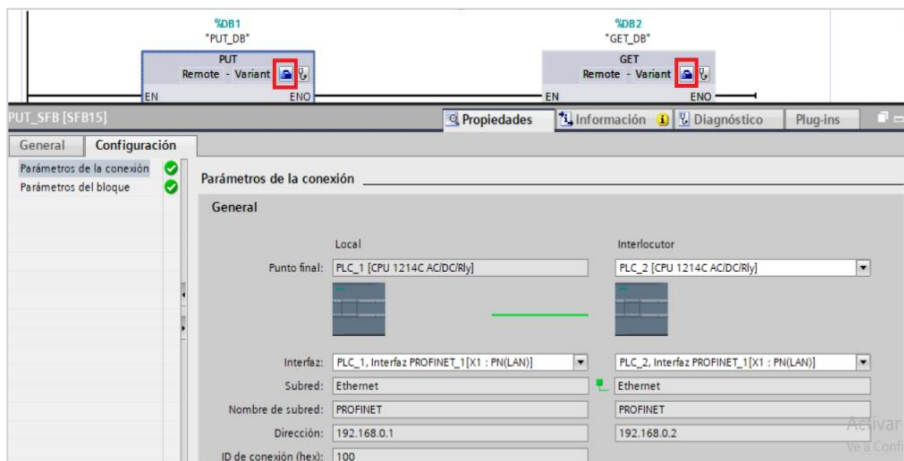 %DB1
"PUT_DB"
PUT
Remote - Variant
EN
ENO
%DB2
"GET_DB"
GET
Remote - Variant
EN
ENO
PUT_SFB [SFB15]
Propiedades
Información
Diagnóstico
Plug-ins
General
Configuración
Parámetros de la conexión
Parámetros del bloque
Parámetros de la conexión
General
Local
Interlocutor
Punto final: PLC_1 [CPU 1214C AC/DC/Rly] PLC_2 [CPU 1214C AC/DC/Rly]
Interfaz: PLC_1, Interfaz PROFINET_1[X1 : PN(LAN)] PLC_2, Interfaz PROFINET_1[X1 : PN(LAN)]
Subred: Ethernet Ethernet
Nombre de subred: PROFINET PROFINET
Dirección: 192.168.0.1 192.168.0.2
ID de conexión (hex): 100
Activar
Ve a Confi